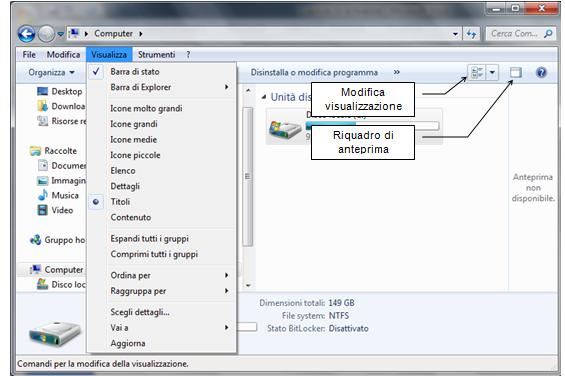 Computer
Cerca Com...
File Modifica Visualizza Strumenti ?
Organizza
Disinstalla o modifica programma »
Barra di stato
Barra di Explorer
Icone molto grandi
Icone grandi
Icone medie
Icone piccole
Elenco
Dettagli
Titoli
Contenuto
Espandi tutti i gruppi
Comprimi tutti i gruppi
Ordina per
Raggruppa per
Scegli dettagli...
Vai a
Aggiorna
Desktop
Downloa
Risorse re
Raccolte
Documer
Immagin
Musica
Video
Gruppo ho
Computer
Disco loc
Unità dis
Modifica
visualizzazione
Riquadro di
anteprima
Anteprima
non
disponibile.
Dimensioni totali: 149 GB
File system: NTFS
Stato BitLocker: Disattivato
Comandi per la modifica della visualizzazione.